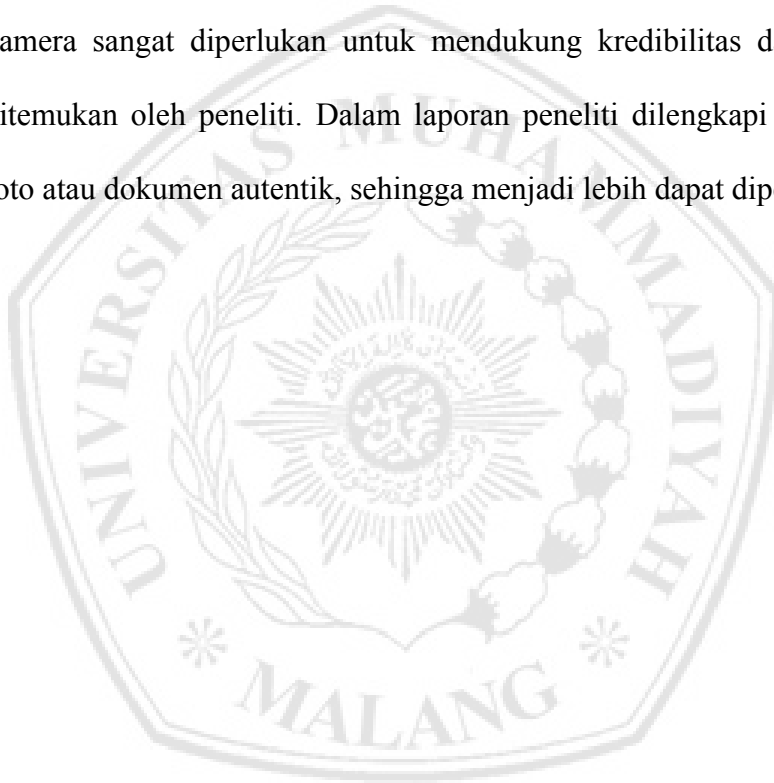 amera sangat diperlukan untuk mendukung kredibilitas d
itemukan oleh peneliti. Dalam laporan peneliti dilengkapi
oto atau dokumen autentik, sehingga menjadi lebih dapat dip
UNIVERSITAS MUHAMMADIYAH
MALANG